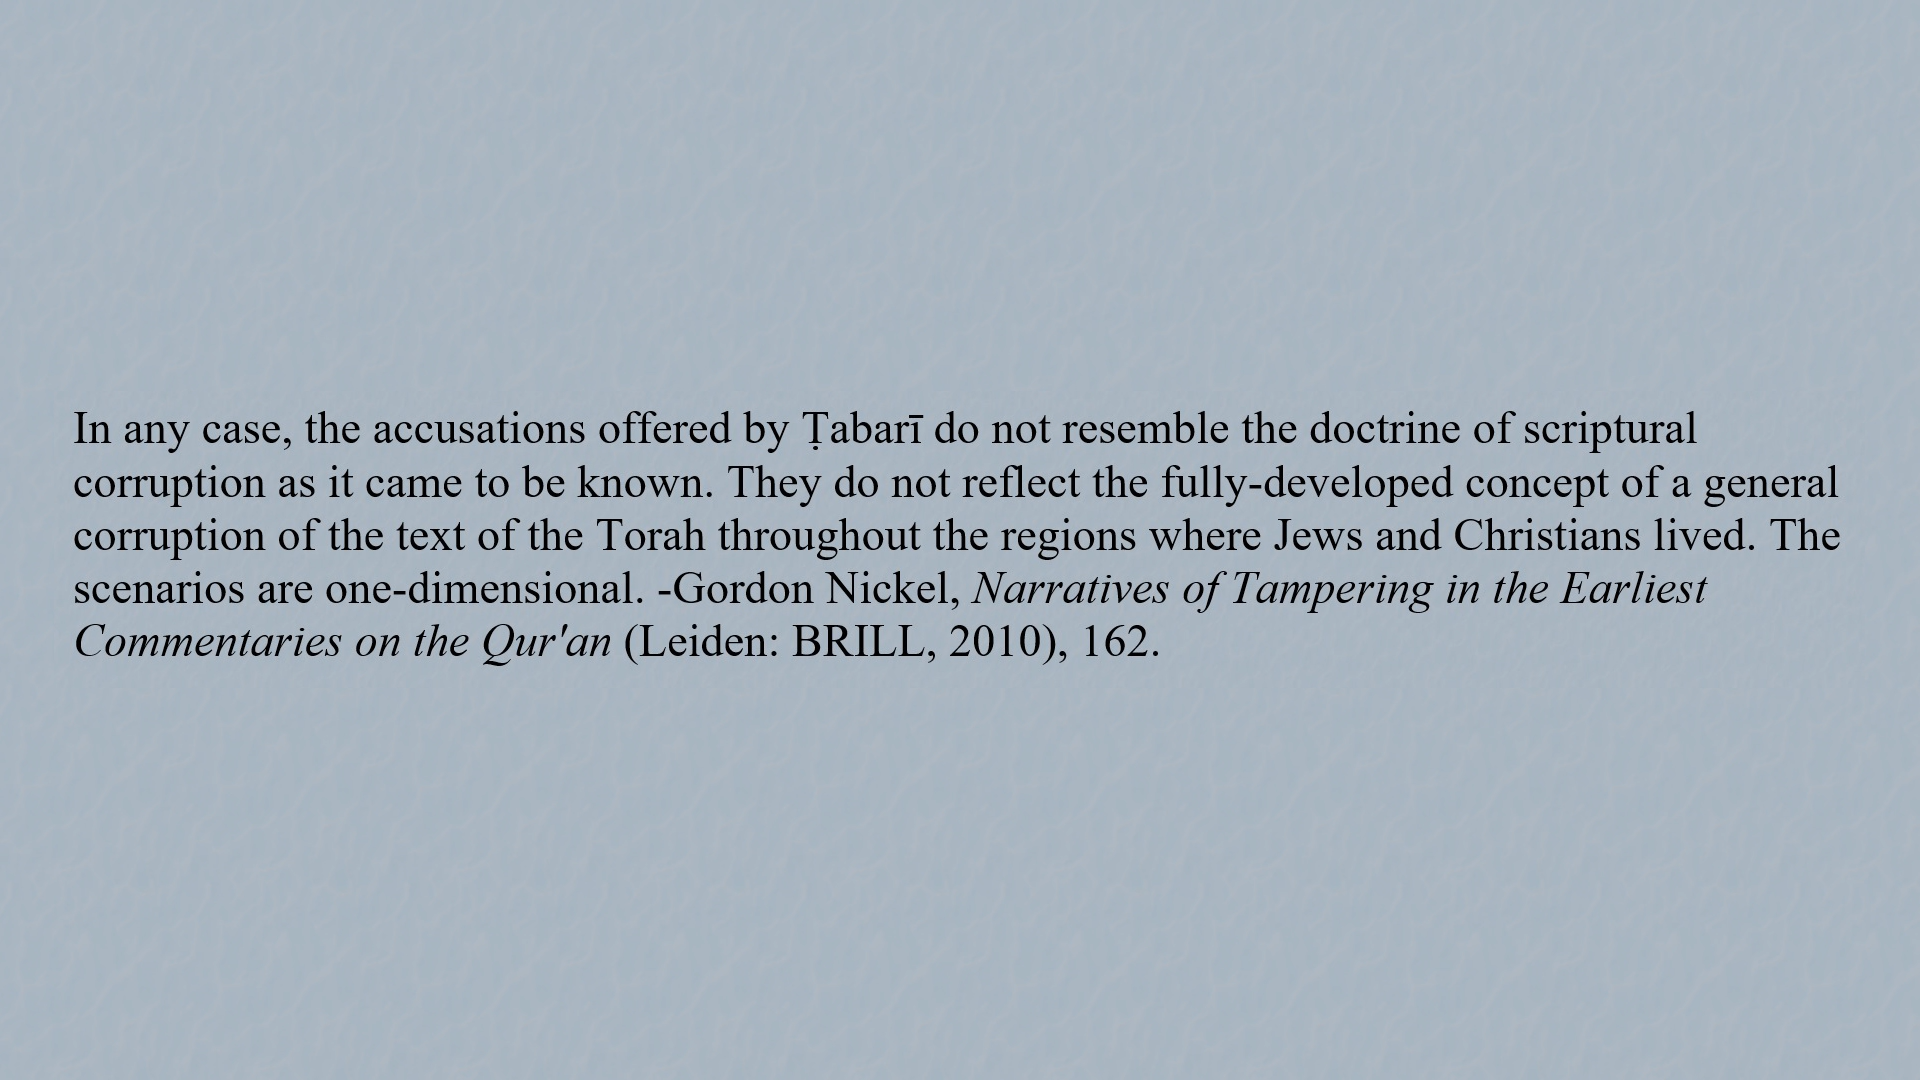 In any case, the accusations offered by Ṭabarī do not resemble the doctrine of scriptural
corruption as it came to be known. They do not reflect the fully-developed concept of a general
corruption of the text of the Torah throughout the regions where Jews and Christians lived. The
scenarios are one-dimensional. -Gordon Nickel, Narratives of Tampering in the Earliest
Commentaries on the Qur'an (Leiden: BRILL, 2010), 162.